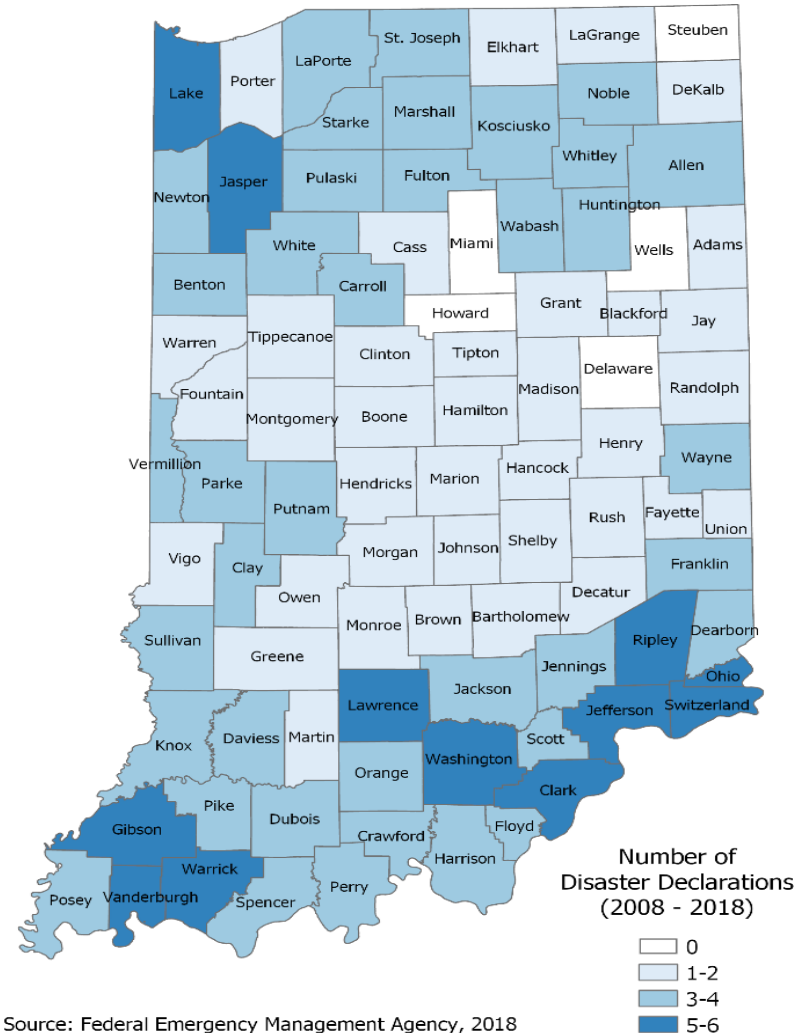 Steuben
LaGrange
Elkhart
St. Joseph
LaPorte
Porter
Lake
DeKalb
Noble
Marshall
Starke
Kosciusko
Whitley
Allen
Jasper
Pulaski
Fulton
Newton
Huntington
Wabash
White
Cass
Miami
Wells
Adams
Benton
Carroll
Howard
Grant
Blackford
Jay
Warren
Tippecanoe
Clinton
Tipton
Delaware
Madison
Randolph
Fountain
Montgomery
Boone
Hamilton
Henry
Wayne
Vermillion
Parke
Putnam
Hendricks
Marion
Hancock
Rush
Fayette
Union
Vigo
Clay
Morgan
Johnson
Shelby
Franklin
Owen
Decatur
Monroe
Brown
Bartholomew
Sullivan
Greene
Ripley
Dearborn
Jennings
Ohio
Lawrence
Jackson
Jefferson
Switzerland
Knox
Daviess
Martin
Scott
Washington
Orange
Clark
Pike
Dubois
Gibson
Crawford
Floyd
Harrison
Warrick
Perry
Posey
Vanderburgh
Spencer
Number of
Disaster Declarations
(2008 - 2018)
0
1-2
3-4
5-6
Source: Federal Emergency Management Agency, 2018